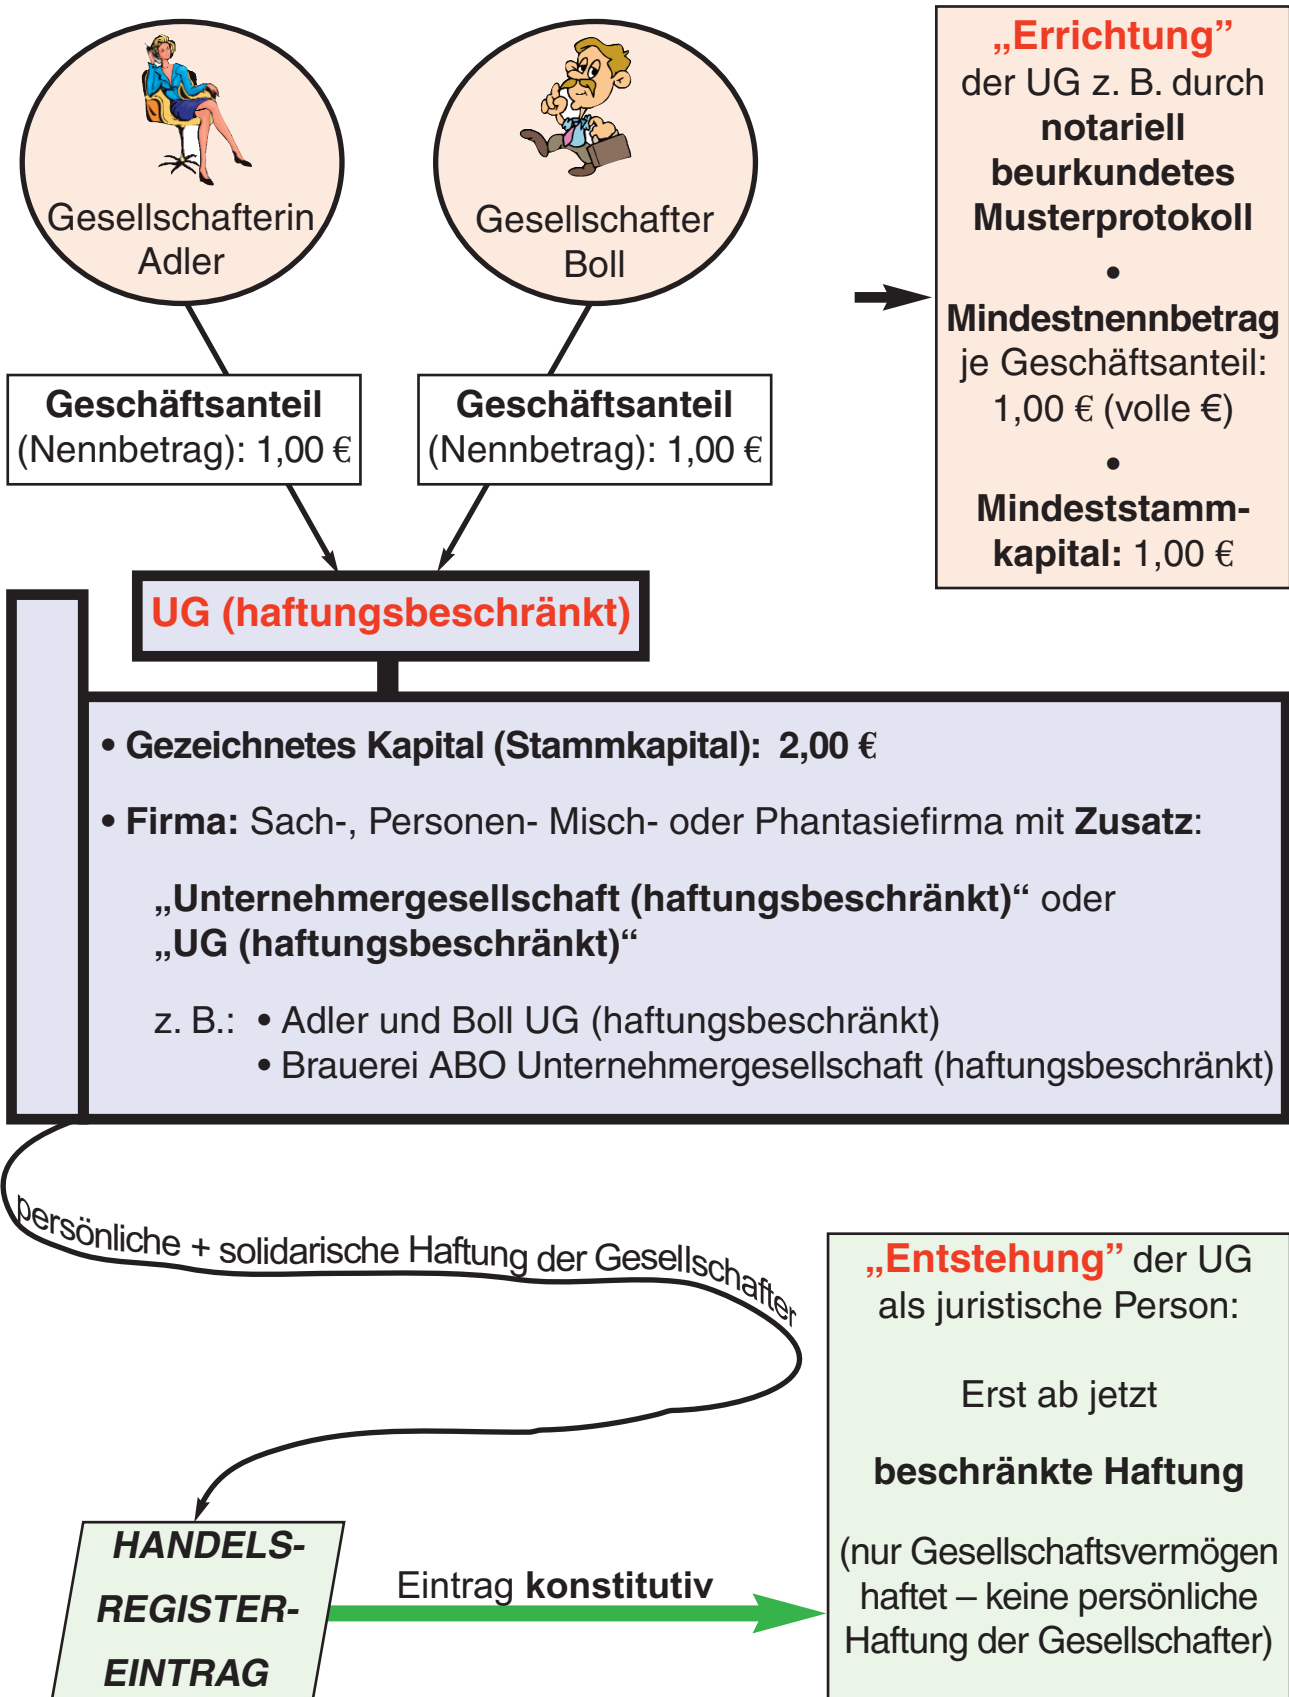 Gesellschafterin
Adler
Gesellschafter
Boll
„Errichtung”
der UG z. B. durch
notariell
beurkundetes
Musterprotokoll
•
Mindestnennbetrag
je Geschäftsanteil:
1,00 € (volle €)
•
Mindeststamm-
kapital: 1,00 €
Geschäftsanteil
(Nennbetrag): 1,00 €
Geschäftsanteil
(Nennbetrag): 1,00 €
UG (haftungsbeschränkt)
• Gezeichnetes Kapital (Stammkapital): 2,00 €
• Firma: Sach-, Personen- Misch- oder Phantasiefirma mit Zusatz:
„Unternehmergesellschaft (haftungsbeschränkt)“ oder
„UG (haftungsbeschränkt)“
z. B.: • Adler und Boll UG (haftungsbeschränkt)
• Brauerei ABO Unternehmergesellschaft (haftungsbeschränkt)
persönliche + solidarische Haftung der Gesellschafter
„Entstehung” der UG
als juristische Person:
Erst ab jetzt
beschränkte Haftung
(nur Gesellschaftsvermögen
haftet – keine persönliche
Haftung der Gesellschafter)
HANDELS-
REGISTER-
EINTRAG
Eintrag konstitutiv